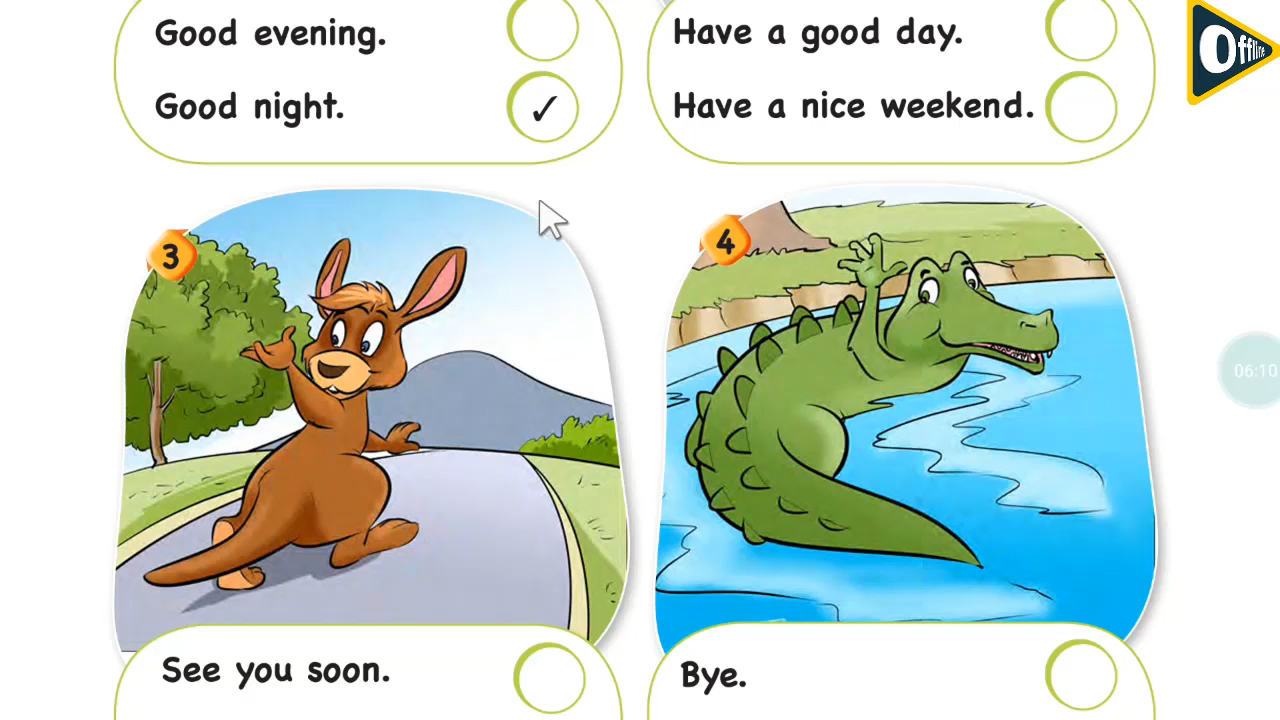 Good evening.
Good night. ✓
Have a good day.
Have a nice weekend.
Offline
3
4
06:10
See you soon.
Bye.